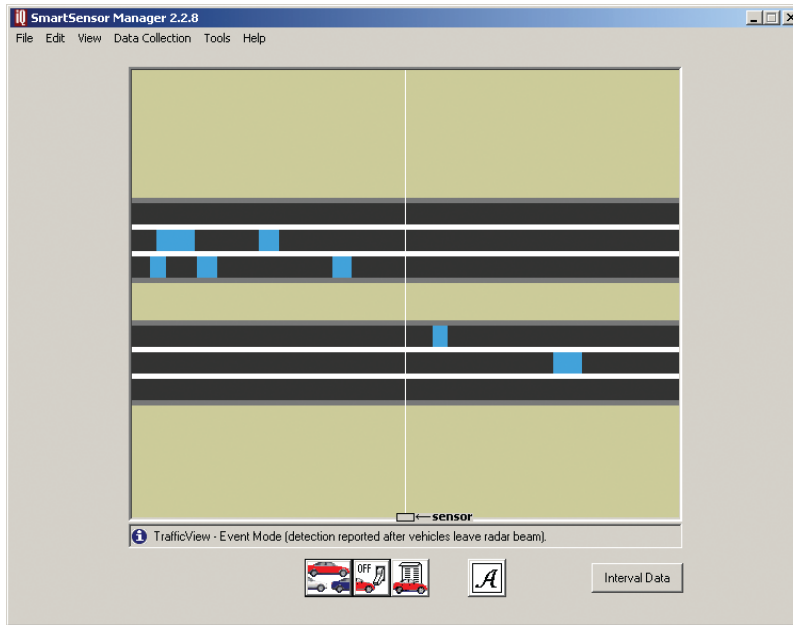 iQ SmartSensor Manager 2.2.8
File Edit View Data Collection Tools Help
sensor
TrafficView - Event Mode (detection reported after vehicles leave radar beam).
OFF
A
Interval Data